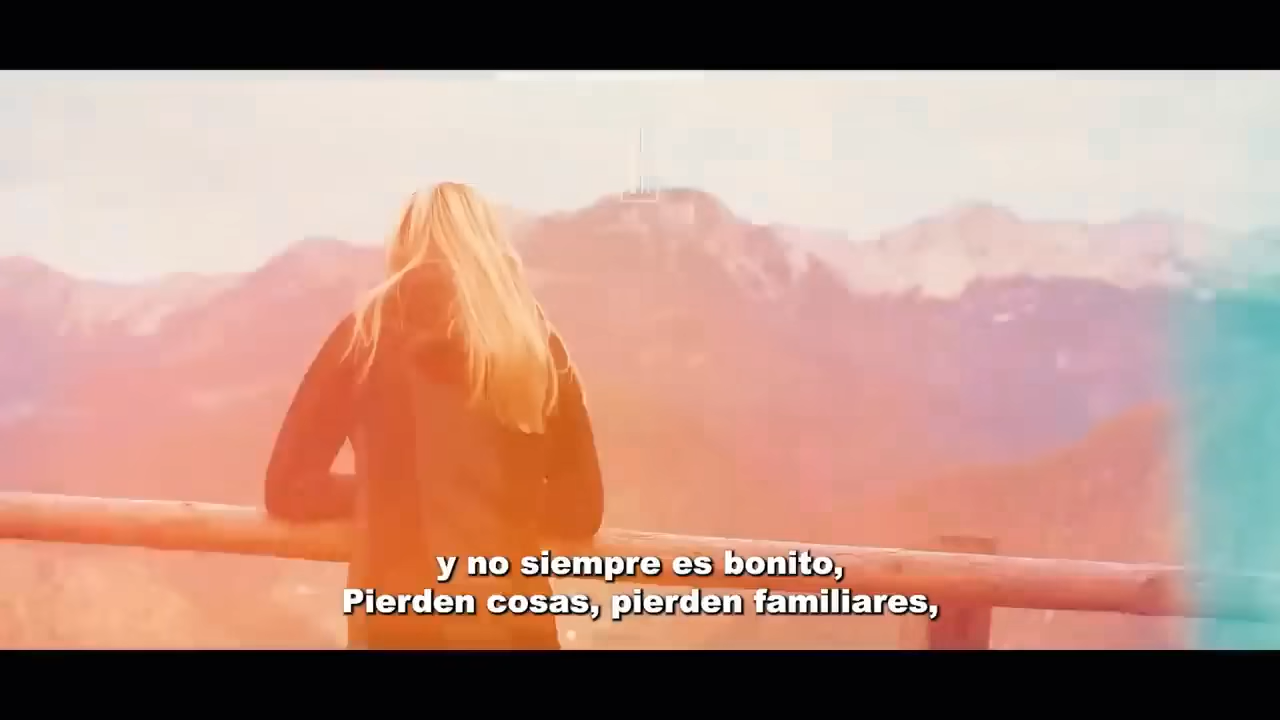 y no siempre es bonito,
Pierden cosas, pierden familiares,